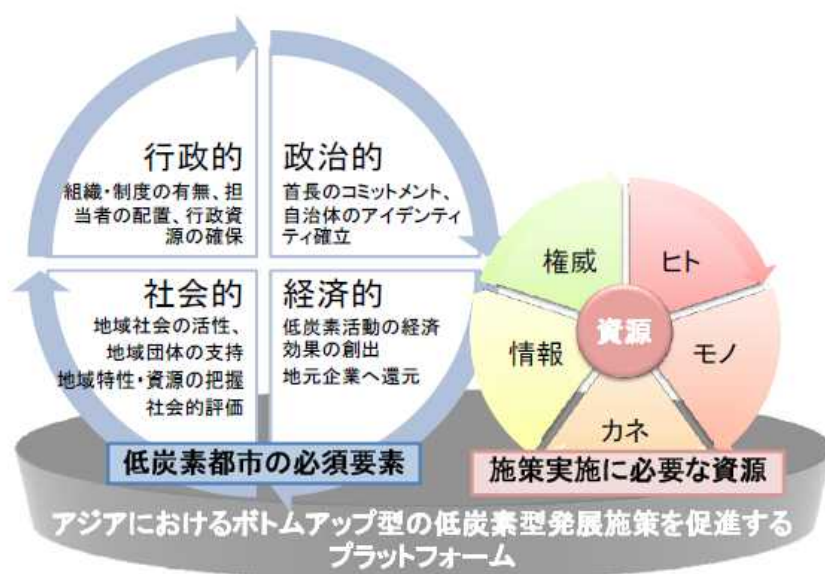 行政的
組織・制度の有無、担
当者の配置、行政資
源の確保
政治的
首長のコミットメント、
自治体のアイデンティ
ティ確立
社会的
地域社会の活性、
地域団体の支持
地域特性・資源の把握
社会的評価
経済的
低炭素活動の経済
効果の創出
地元企業へ還元
低炭素都市の必須要素
権威
ヒト
資源
情報
モノ
カネ
施策実施に必要な資源
アジアにおけるボトムアップ型の低炭素型発展施策を促進する
プラットフォーム